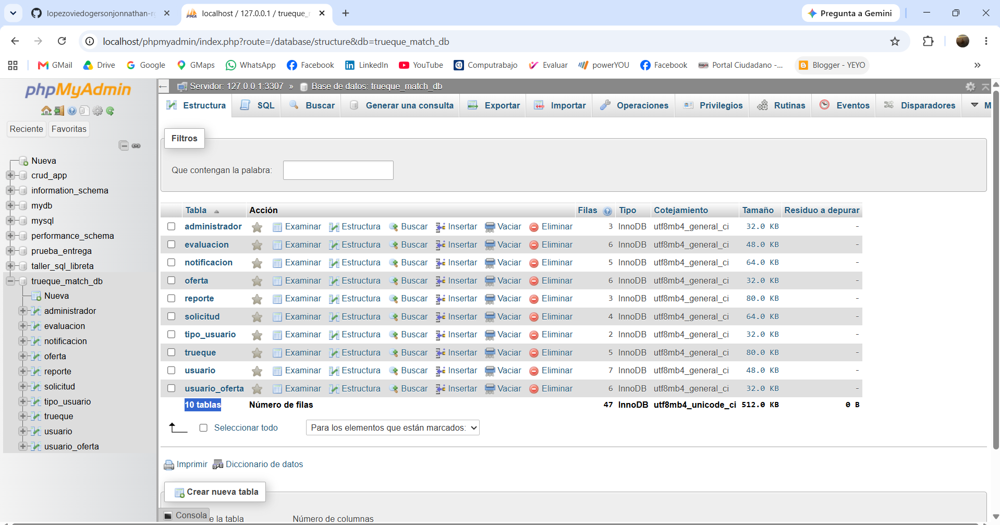 lopezoviedogersonjonnathan-r
localhost / 127.0.0.1 / trueque_
Pregunta a Gemini
localhost/phpmyadmin/index.php?route=/database/structure&db=trueque_match_db
GMail Drive Google GMaps WhatsApp Facebook LinkedIn YouTube Computrabajo Evaluar powerYOU Facebook Portal Ciudadano -... Blogger - YEYO
phpMyAdmin
Reciente Favoritas
Nueva
crud_app
information_schema
mydb
mysql
performance_schema
prueba_entrega
taller_sql_libreta
trueque_match_db
Nueva
administrador
evaluacion
notificacion
oferta
reporte
solicitud
tipo_usuario
trueque
usuario
usuario_oferta
Servidor: 127.0.0.1:3307 » Base de datos: trueque_match_db
Estructura SQL Buscar Generar una consulta Exportar Importar Operaciones Privilegios Rutinas Eventos Disparadores M
Filtros
Que contengan la palabra:
Tabla Acción Filas Tipo Cotejamiento Tamaño Residuo a depurar
administrador Examinar Estructura Buscar Insertar Vaciar Eliminar 3 InnoDB utf8mb4_general_ci 32.0 KB -
evaluacion Examinar Estructura Buscar Insertar Vaciar Eliminar 6 InnoDB utf8mb4_general_ci 48.0 KB -
notificacion Examinar Estructura Buscar Insertar Vaciar Eliminar 5 InnoDB utf8mb4_general_ci 64.0 KB -
oferta Examinar Estructura Buscar Insertar Vaciar Eliminar 6 InnoDB utf8mb4_general_ci 32.0 KB -
reporte Examinar Estructura Buscar Insertar Vaciar Eliminar 3 InnoDB utf8mb4_general_ci 80.0 KB -
solicitud Examinar Estructura Buscar Insertar Vaciar Eliminar 4 InnoDB utf8mb4_general_ci 64.0 KB -
tipo_usuario Examinar Estructura Buscar Insertar Vaciar Eliminar 2 InnoDB utf8mb4_general_ci 32.0 KB -
trueque Examinar Estructura Buscar Insertar Vaciar Eliminar 5 InnoDB utf8mb4_general_ci 80.0 KB -
usuario Examinar Estructura Buscar Insertar Vaciar Eliminar 7 InnoDB utf8mb4_general_ci 48.0 KB -
usuario_oferta Examinar Estructura Buscar Insertar Vaciar Eliminar 6 InnoDB utf8mb4_general_ci 32.0 KB -
10 tablas Número de filas 47 InnoDB utf8mb4_unicode_ci 512.0 KB 0 B
Seleccionar todo Para los elementos que están marcados:
Imprimir Diccionario de datos
Crear nueva tabla
Consola e la tabla Número de columnas